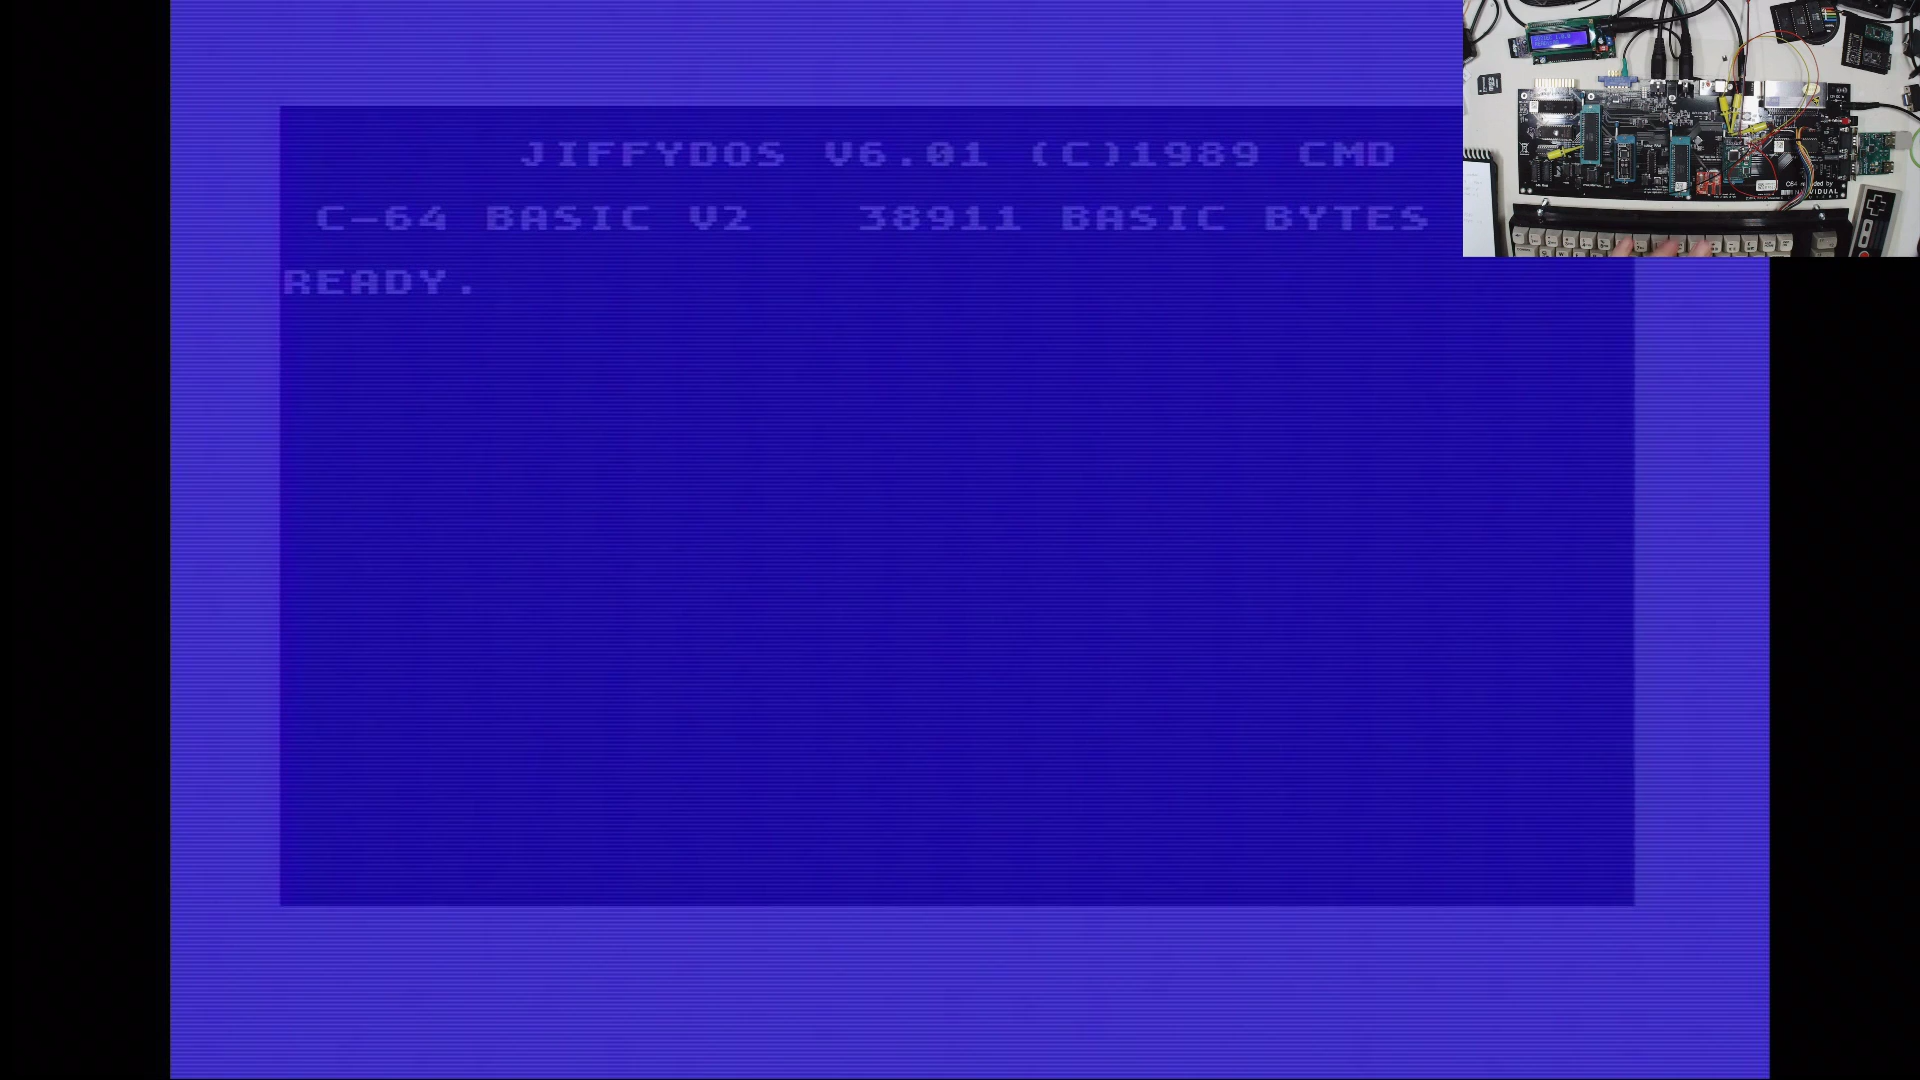 JIFFYDOS V6.01 (C)1989 CMD
C-64 BASIC V2   38911 BASIC BYTES
READY.